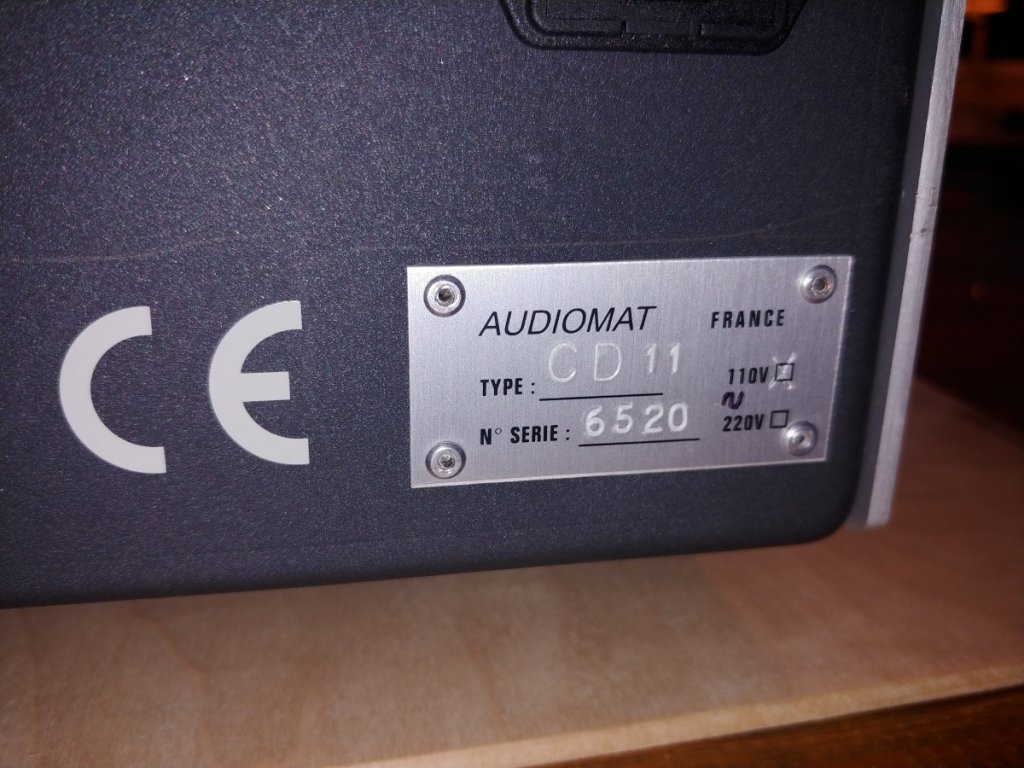 CE
AUDIOMAT FRANCE
TYPE : CD 11
110V
N° SERIE : 6520
220V